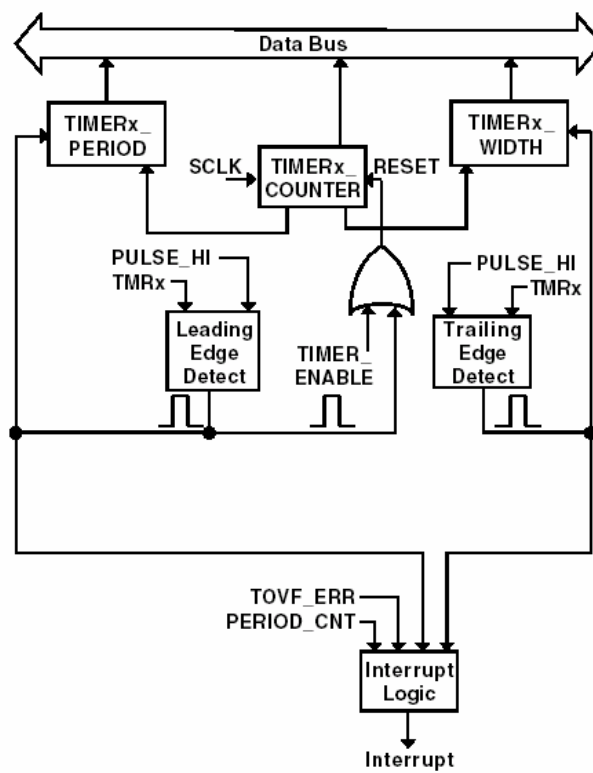 Data Bus
TIMERx_
PERIOD
SCLK
TIMERx_
COUNTER
RESET
TIMERx_
WIDTH
PULSE_HI
TMRx
Leading
Edge
Detect
TIMER_
ENABLE
PULSE_HI
TMRx
Trailing
Edge
Detect
TOVF_ERR
PERIOD_CNT
Interrupt
Logic
Interrupt